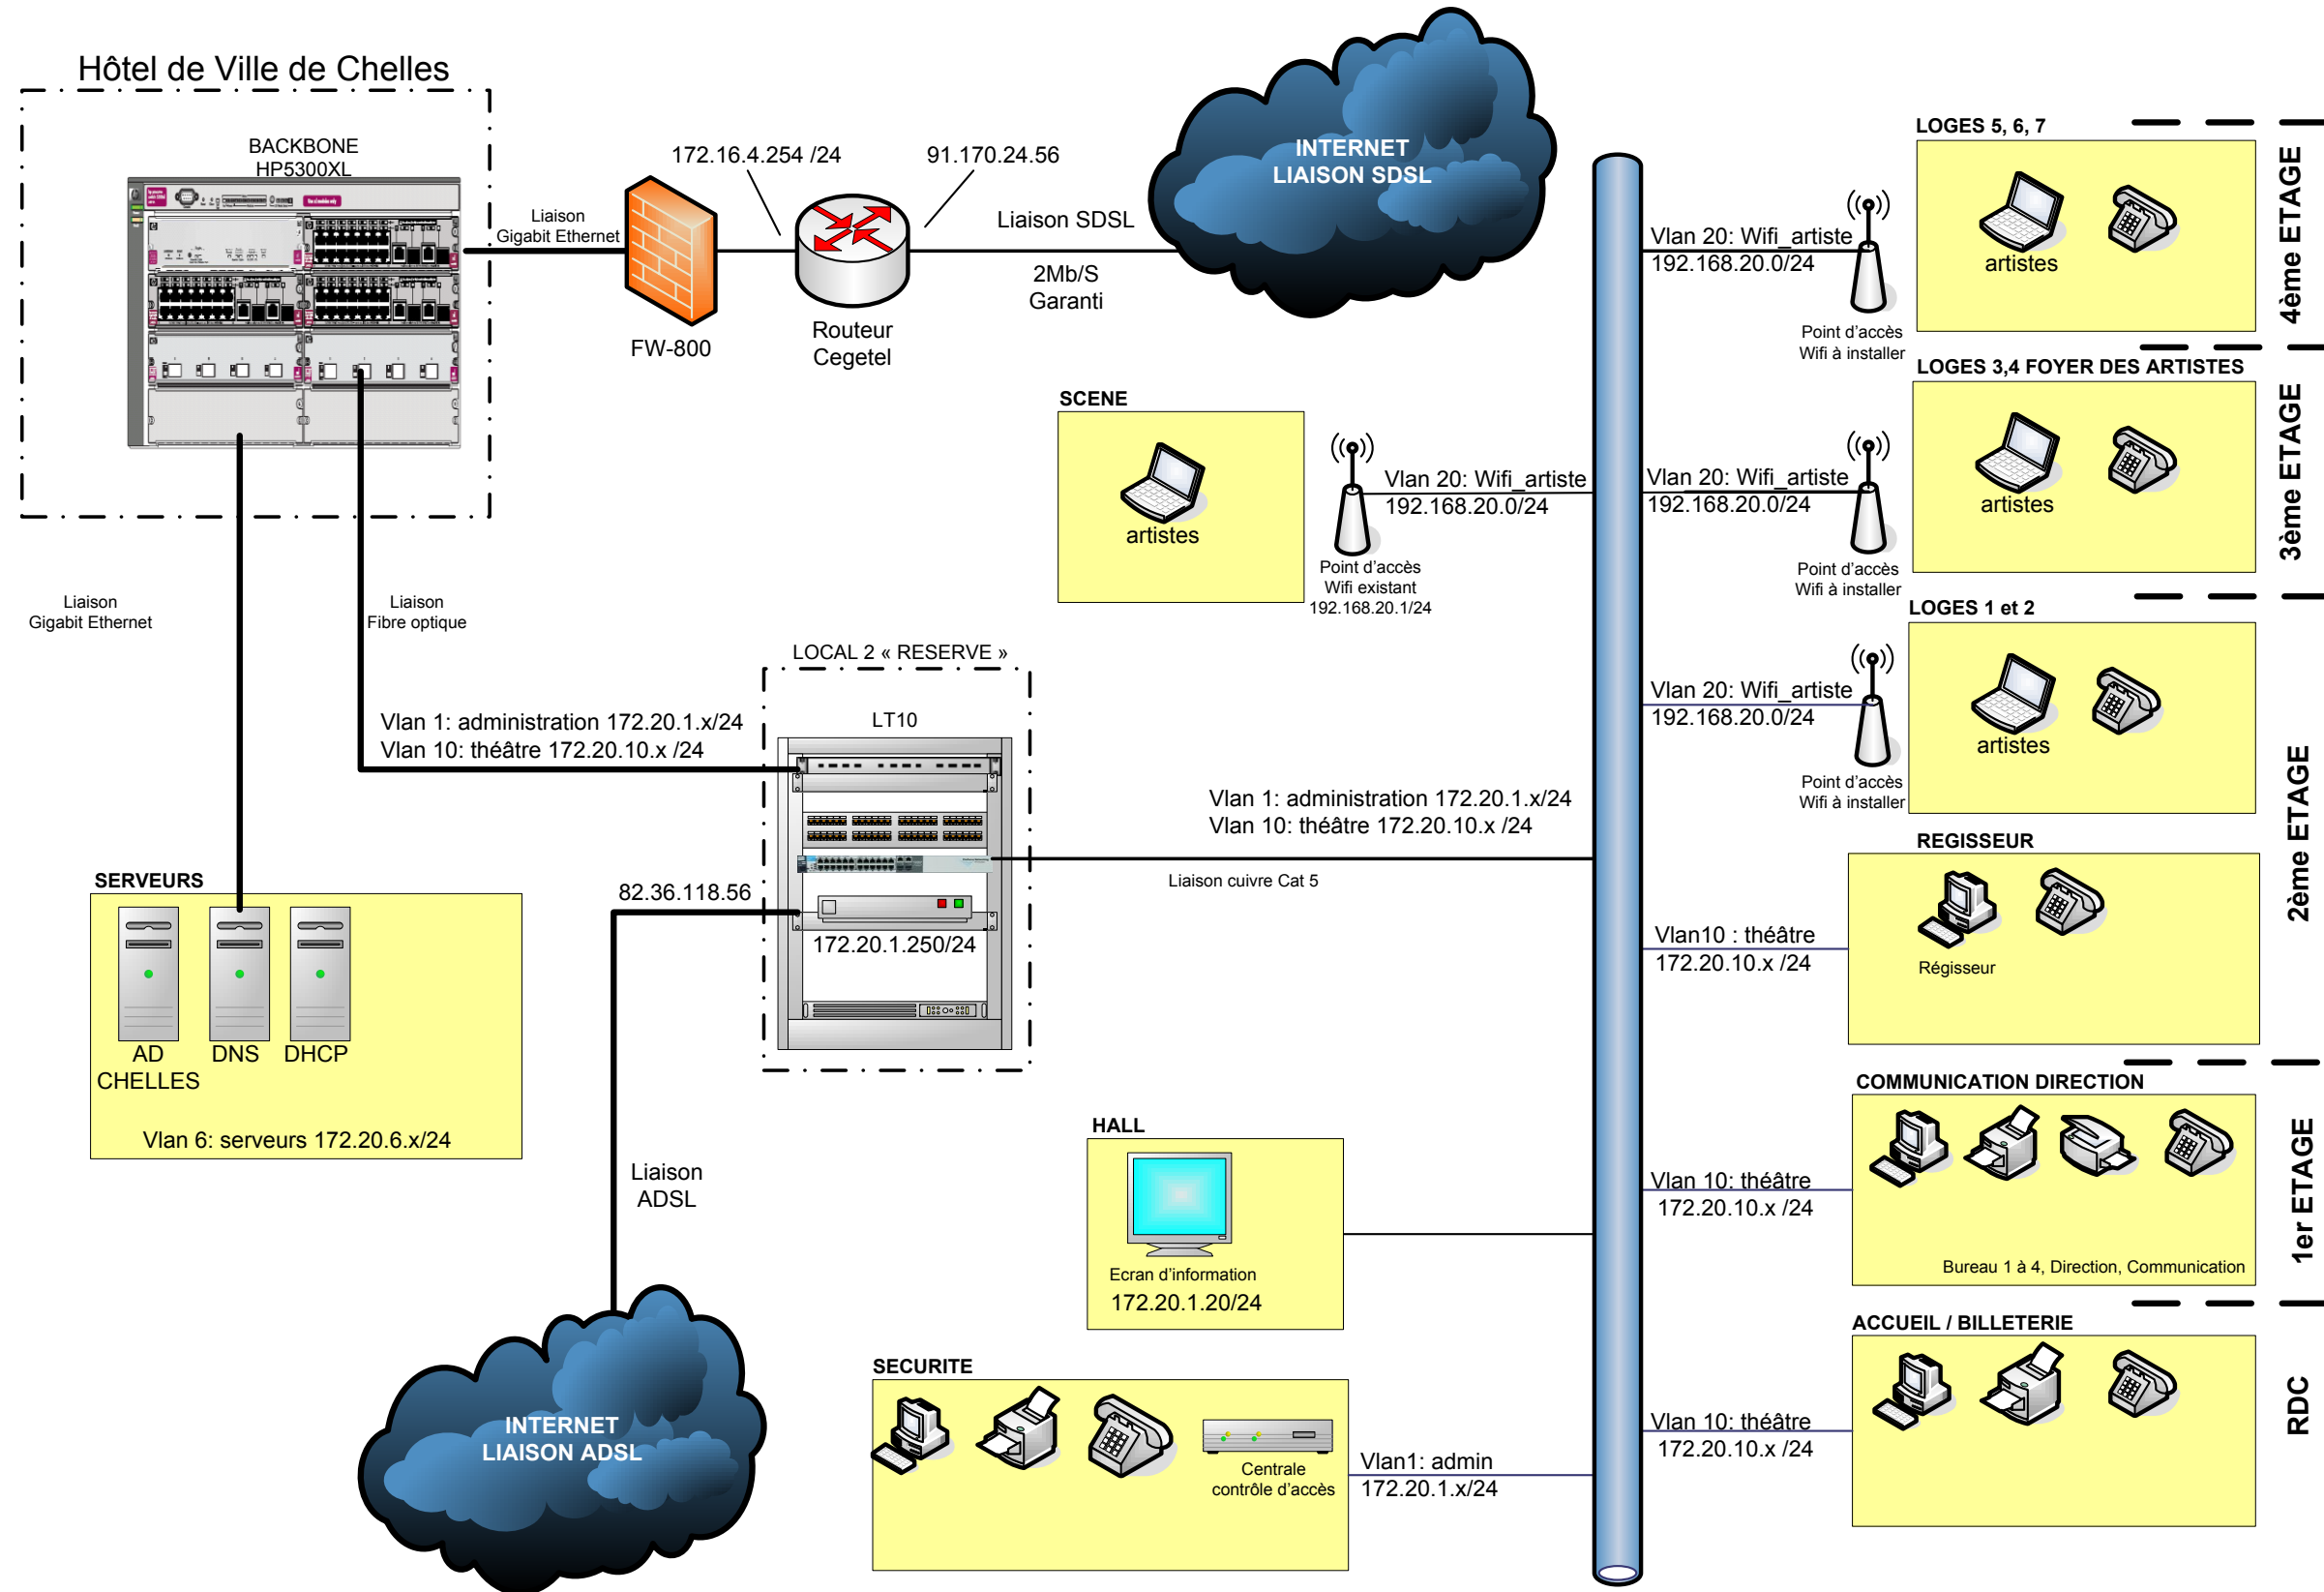 Hôtel de Ville de Chelles
BACKBONE
HP5300XL
Liaison
Gigabit Ethernet
172.16.4.254 /24
91.170.24.56
FW-800
Routeur
Cegetel
Liaison SDSL
2Mb/S
Garanti
INTERNET
LIAISON SDSL
Liaison
Gigabit Ethernet
Liaison
Fibre optique
Vlan 1: administration 172.20.1.x/24
Vlan 10: théâtre 172.20.10.x /24
SERVEURS
AD
CHELLES
DNS
DHCP
Vlan 6: serveurs 172.20.6.x/24
LOCAL 2 « RESERVE »
LT10
172.20.1.250/24
82.36.118.56
Liaison
ADSL
INTERNET
LIAISON ADSL
Vlan 1: administration 172.20.1.x/24
Vlan 10: théâtre 172.20.10.x /24
Liaison cuivre Cat 5
SCENE
artistes
Point d'accès
Wifi existant
192.168.20.1/24
Vlan 20: Wifi_artiste
192.168.20.0/24
HALL
Ecran d'information
172.20.1.20/24
SECURITE
Centrale
contrôle d'accès
Vlan1: admin
172.20.1.x/24
Vlan 20: Wifi_artiste
192.168.20.0/24
Point d'accès
Wifi à installer
LOGES 5, 6, 7
artistes
4ème ETAGE
Vlan 20: Wifi_artiste
192.168.20.0/24
Point d'accès
Wifi à installer
LOGES 3,4 FOYER DES ARTISTES
artistes
3ème ETAGE
Vlan 20: Wifi_artiste
192.168.20.0/24
Point d'accès
Wifi à installer
LOGES 1 et 2
artistes
REGISSEUR
Régisseur
Vlan10 : théâtre
172.20.10.x /24
2ème ETAGE
COMMUNICATION DIRECTION
Bureau 1 à 4, Direction, Communication
Vlan 10: théâtre
172.20.10.x /24
1er ETAGE
ACCUEIL / BILLETERIE
Vlan 10: théâtre
172.20.10.x /24
RDC